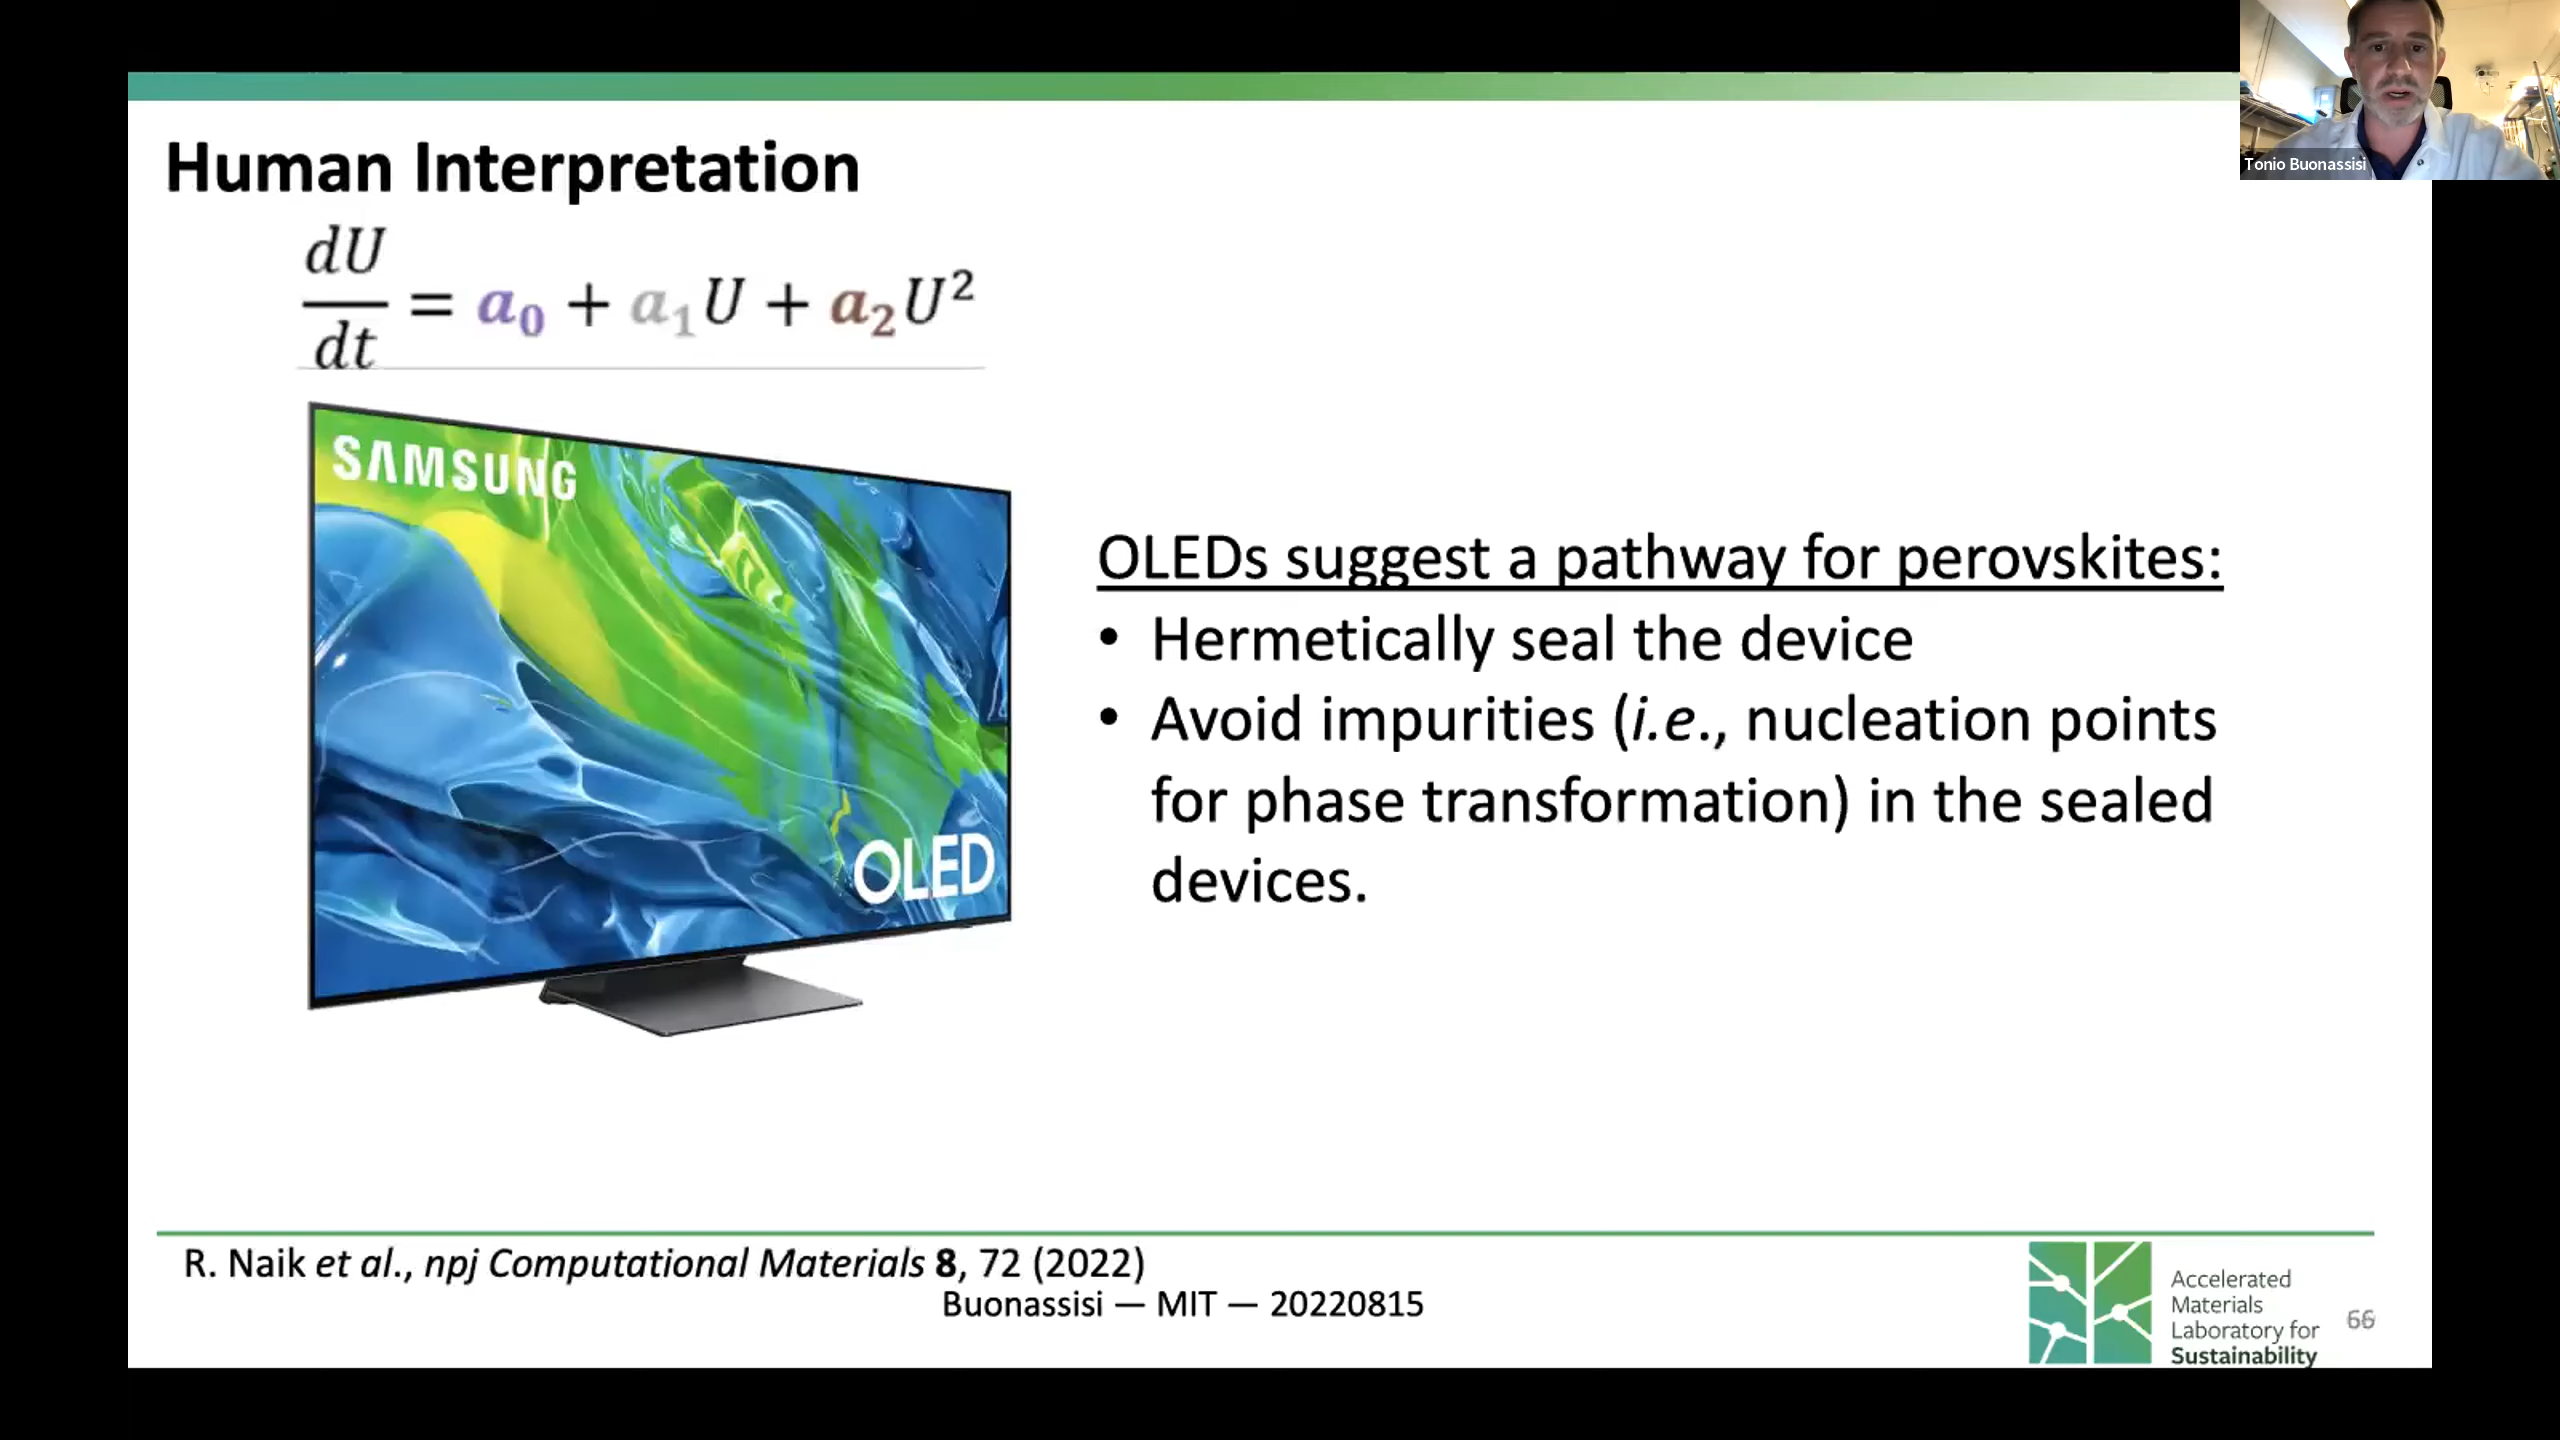 Tonio Buonassisi
Human Interpretation
dU/dt = a₀ + a₁U + a₂U²
SAMSUNG
OLED
OLEDs suggest a pathway for perovskites:
• Hermetically seal the device
• Avoid impurities (i.e., nucleation points
for phase transformation) in the sealed
devices.
R. Naik et al., npj Computational Materials 8, 72 (2022)
Buonassisi — MIT — 20220815
Accelerated
Materials
Laboratory for
Sustainability
66